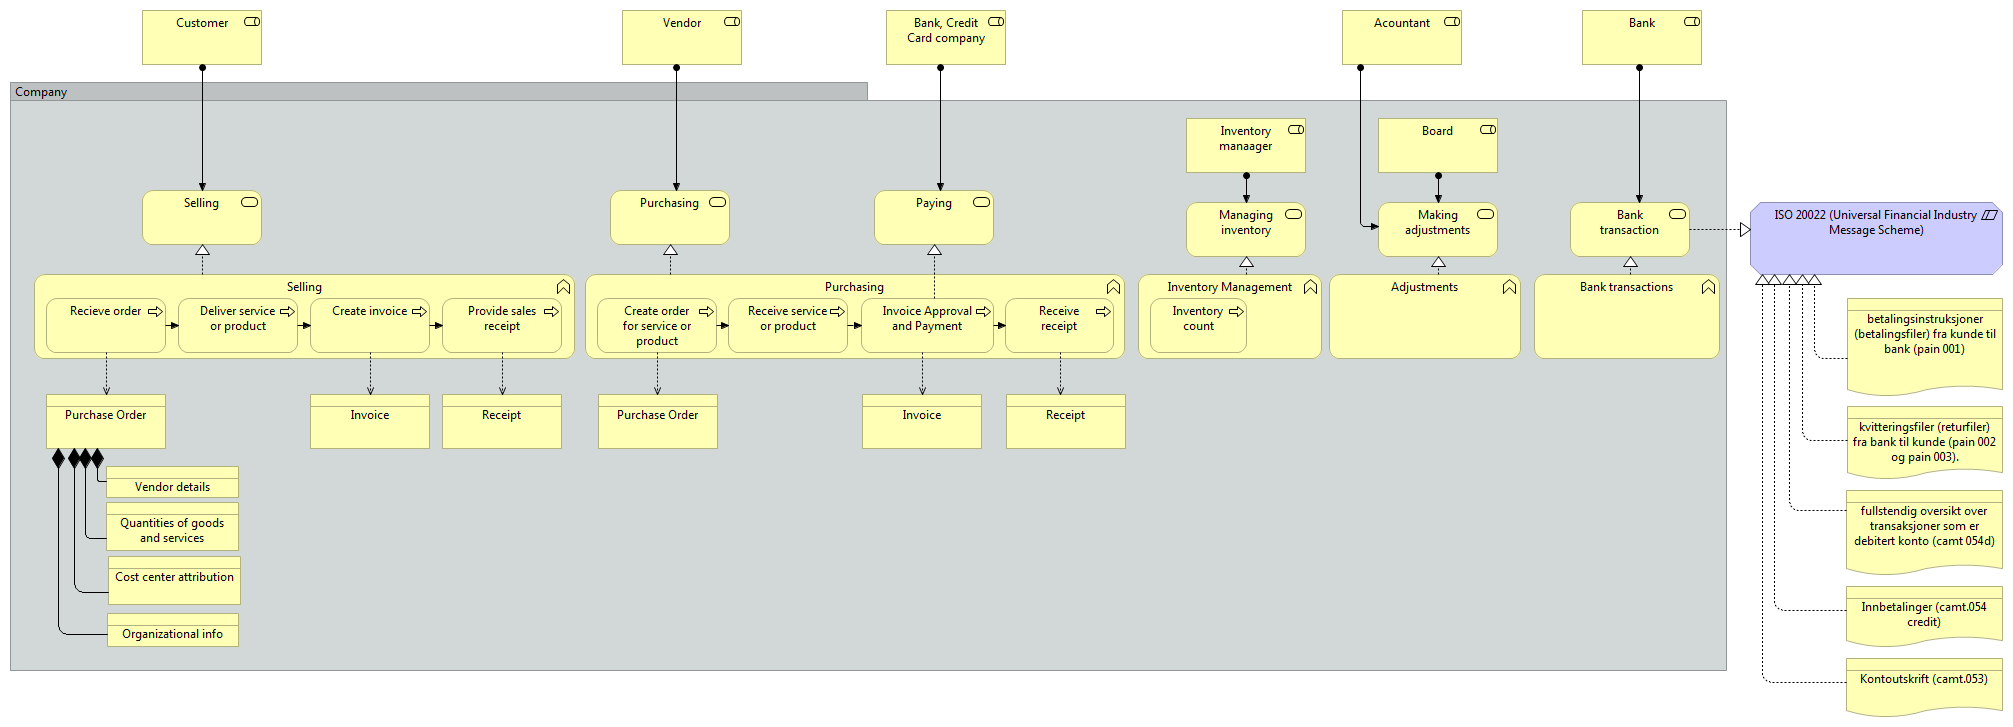 Customer
Vendor
Bank, Credit
Card company
Acountant
Bank
Company
Inventory
manaager
Board
Selling
Purchasing
Paying
Managing
inventory
Making
adjustments
Bank
transaction
ISO 20022 (Universal Financial Industry
Message Scheme)
Selling
Recieve order
Deliver service
or product
Create invoice
Provide sales
receipt
Purchasing
Create order
for service or
product
Receive service
or product
Invoice Approval
and Payment
Receive
receipt
Inventory Management
Inventory
count
Adjustments
Bank transactions
Purchase Order
Invoice
Receipt
Purchase Order
Invoice
Receipt
Vendor details
Quantities of goods
and services
Cost center attribution
Organizational info
betalingsinstruksjoner
(betalingsfiler) fra kunde til
bank (pain 001)
kvitteringsfiler (returfiler)
fra bank til kunde (pain 002
og pain 003).
fullstendig oversikt over
transaksjoner som er
debitert konto (camt 054d)
Innbetalinger (camt.054
credit)
Kontoutskrift (camt.053)